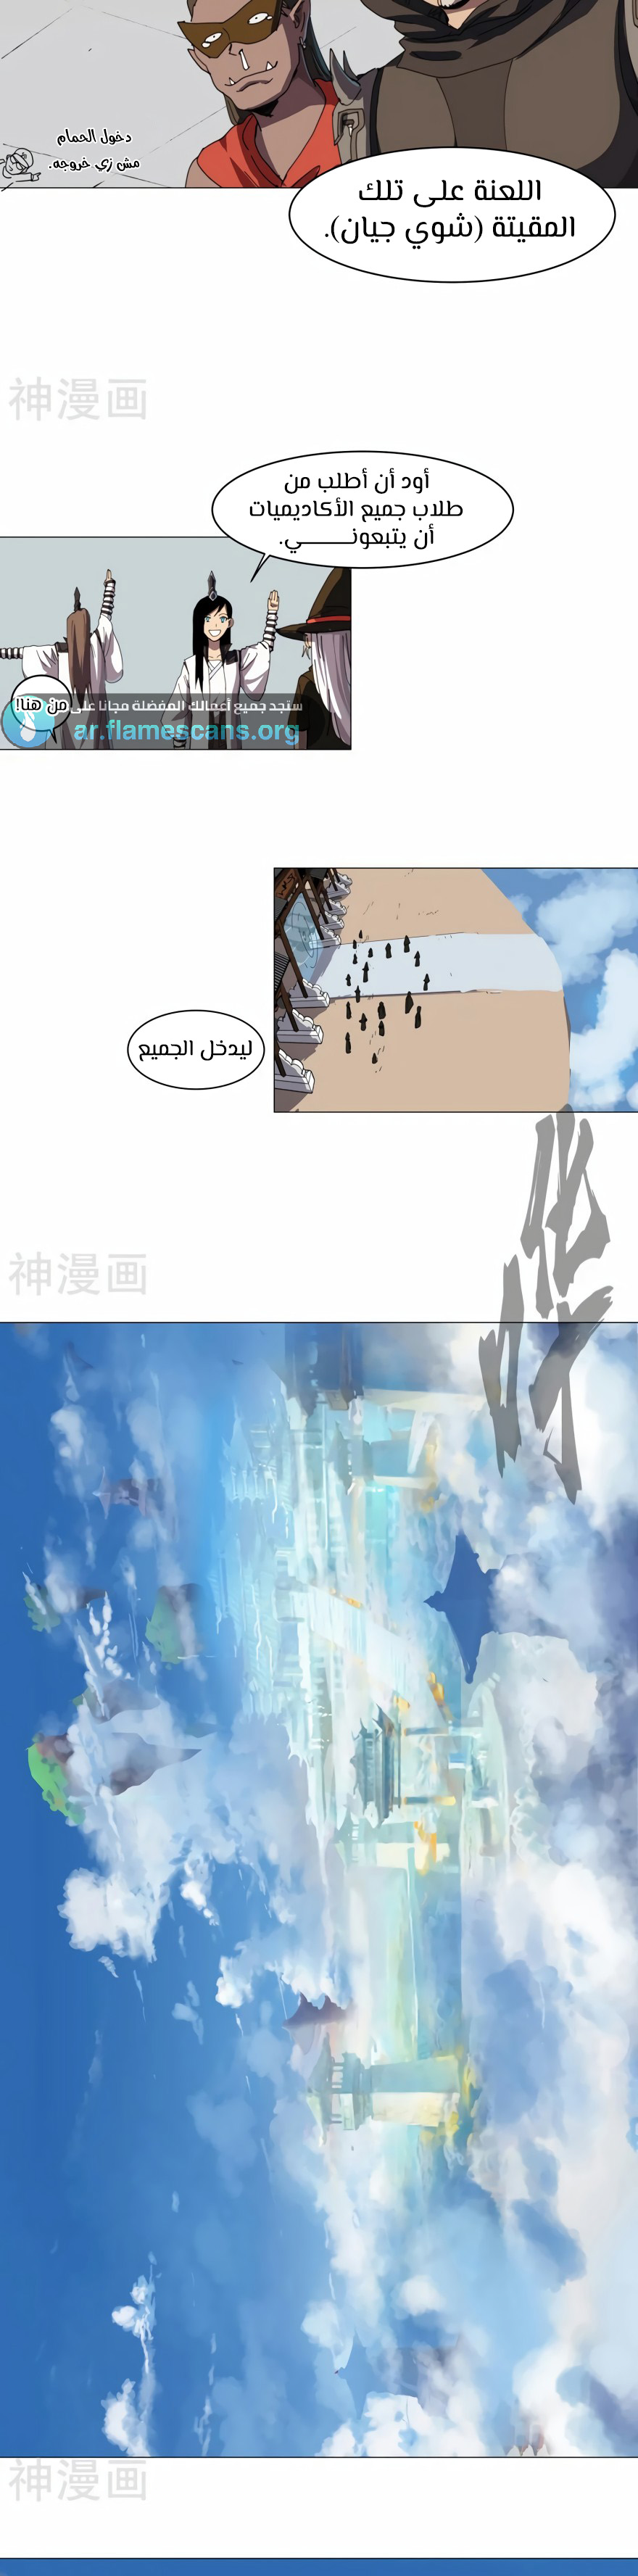 دخول الحمام
مش زي خروجه.
اللعنة على تلك
المقيتة (شوي جيان).
神漫画
أود أن أطلب من
طلاب جميع الأكاديميات
أن يتبعونـــــــي.
من هنا!
ستجد جميع أعمالك المفضلة مجانا على
ar.flamescans.org
ليدخل الجميع
神漫画
神漫画